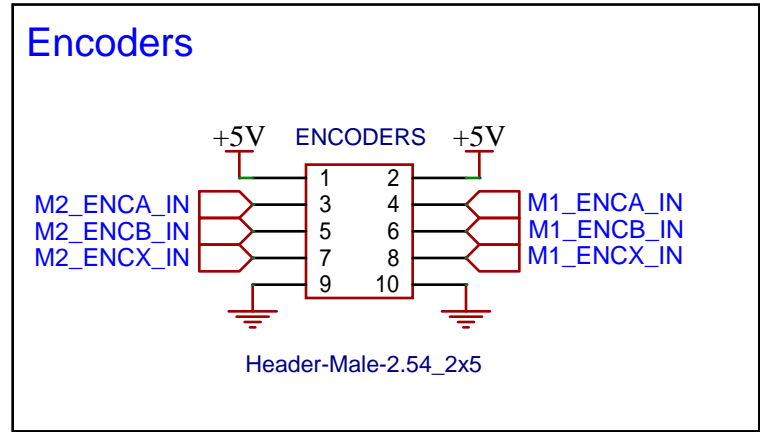 Encoders
+5V ENCODERS +5V
1 2
M2_ENCA_IN 3 4 M1_ENCA_IN
M2_ENCB_IN 5 6 M1_ENCB_IN
M2_ENCX_IN 7 8 M1_ENCX_IN
9 10
Header-Male-2.54_2x5